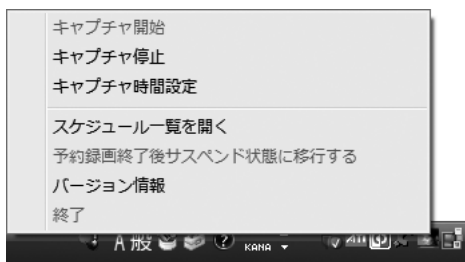 キャプチャ開始
キャプチャ停止
キャプチャ時間設定
スケジュール一覧を開く
予約録画終了後サスペンド状態に移行する
バージョン情報
終了
A 般 KANA